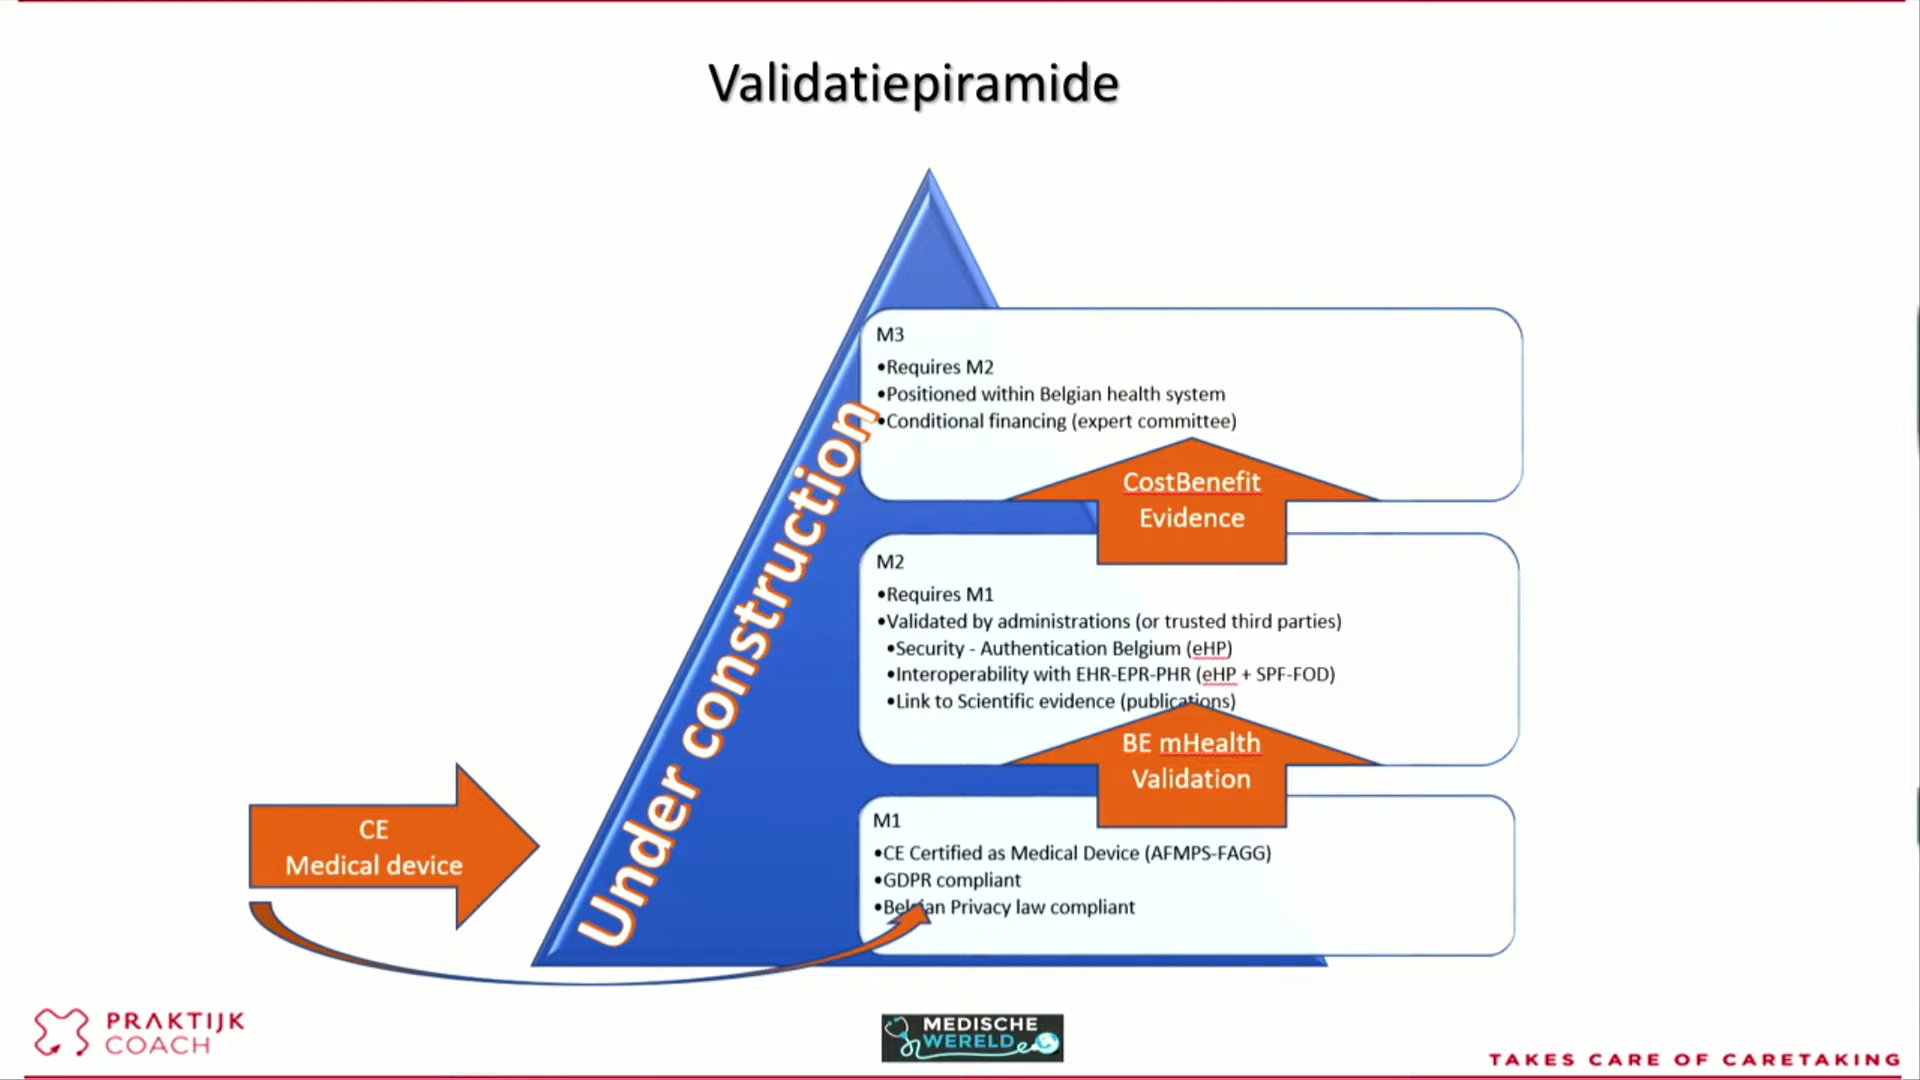 Validatiepiramide
M3
•Requires M2
•Positioned within Belgian health system
•Conditional financing (expert committee)
CostBenefit
Evidence
M2
•Requires M1
•Validated by administrations (or trusted third parties)
•Security - Authentication Belgium (eHP)
•Interoperability with EHR-EPR-PHR (eHP + SPF-FOD)
•Link to Scientific evidence (publications)
BE mHealth
Validation
M1
•CE Certified as Medical Device (AFMPS-FAGG)
•GDPR compliant
•Belgian Privacy law compliant
Under construction
CE
Medical device
PRAKTIJK
COACH
MEDISCHE
WERELD
TAKES CARE OF CARETAKING